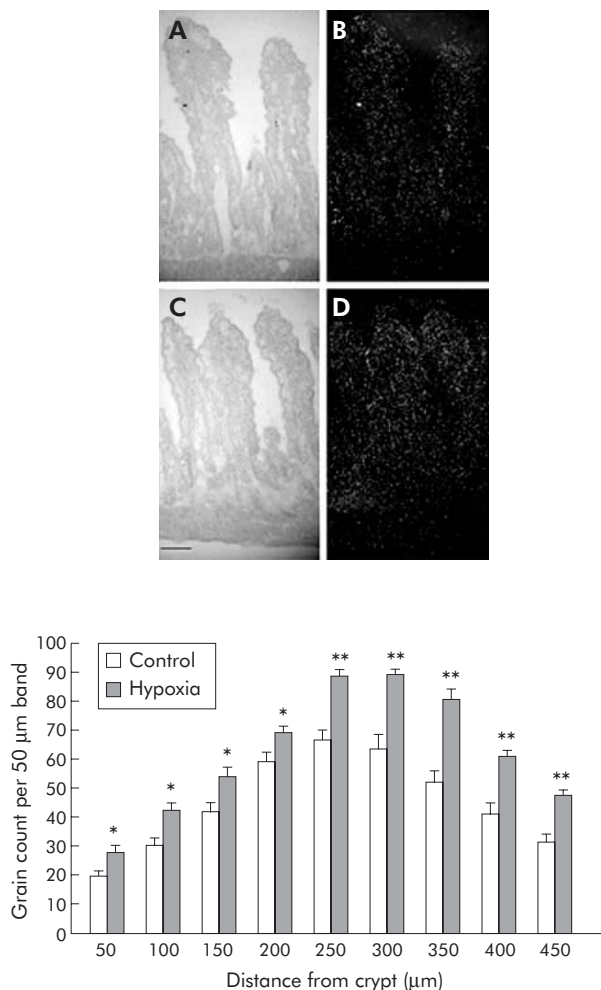 A
B
C
D
100
90
80
70
60
50
40
30
20
10
0
Grain count per 50 µm band
Control
Hypoxia
*
*
*
*
**
**
**
**
**
50 100 150 200 250 300 350 400 450
Distance from crypt (µm)